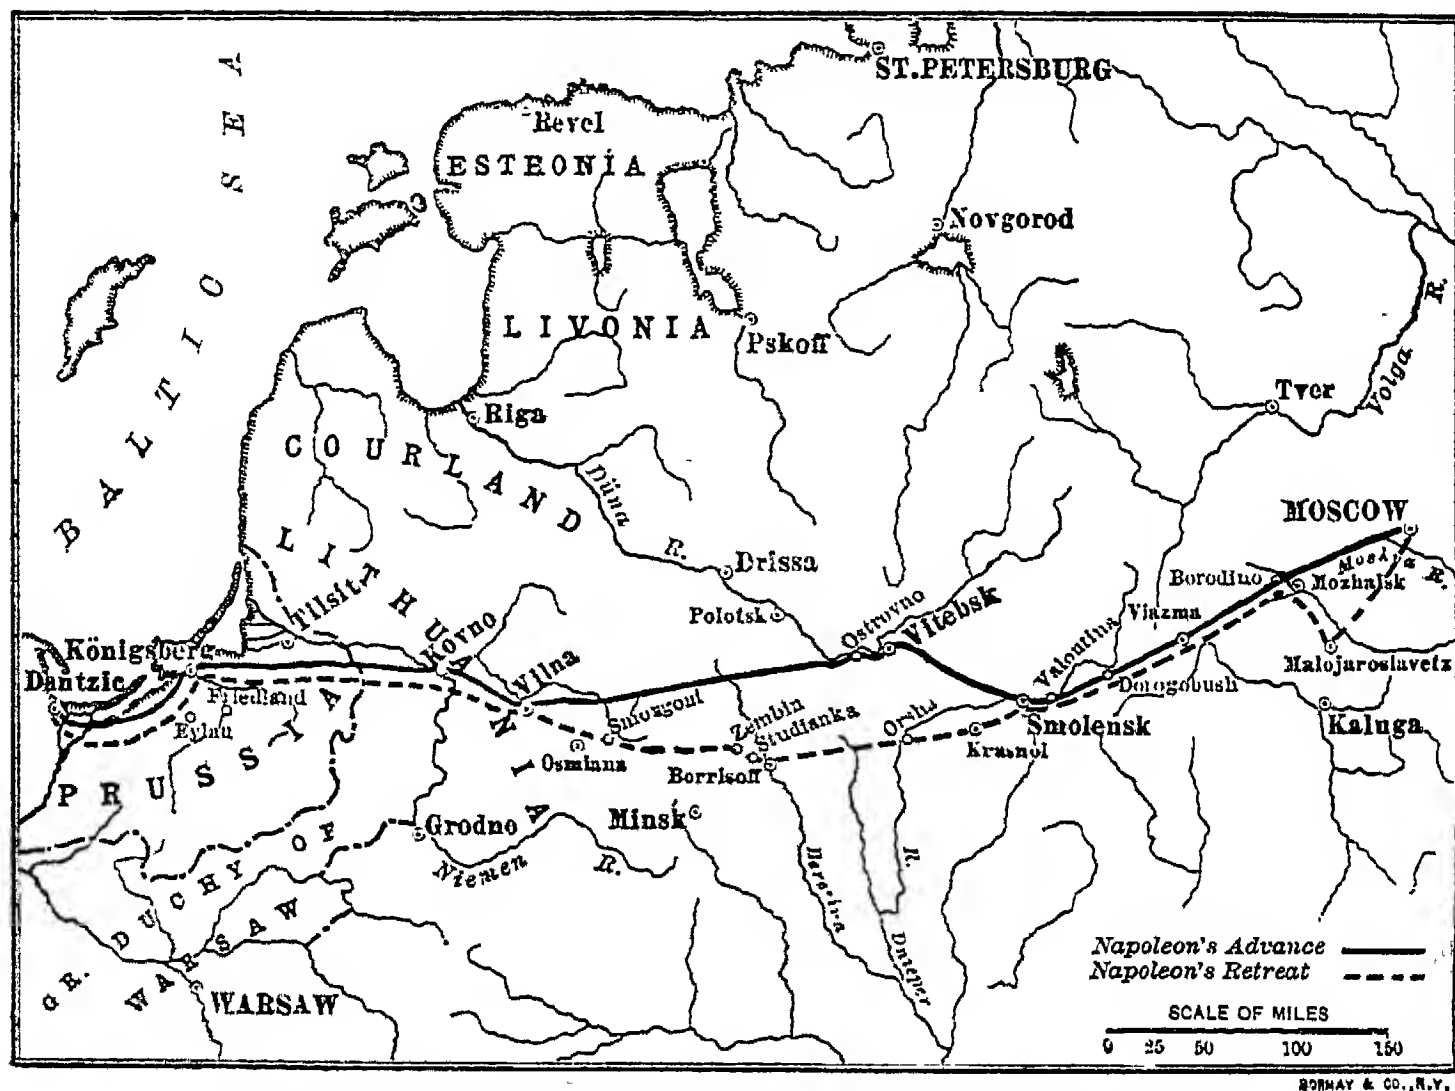 BALTIC SEA
ST. PETERSBURG
Revel
ESTHONIA
Novgorod
LIVONIA
Pskoff
Riga
COURLAND
Tver
Volga R.
Düna R.
LITHUANIA
MOSCOW
Moskva R.
Drissa
Borodino
Mozhaisk
Tilsit
Polotsk
Ostrovno
Vitebsk
Viazma
Königsberg
Kovno
Valoutina
Malojaroslavetz
Dantzic
Friedland
Vilna
Dorogobush
Eylau
Smorgoni
Zembin
Studianka
Orsha
Smolensk
Kaluga
Krasnoi
PRUSSIA
Osmiana
Borrisoff
Grodno
Minsk
Niemen R.
Beresina
R.
Dnieper
GR. DUCHY OF
WARSAW
WARSAW
Napoleon's Advance
Napoleon's Retreat
SCALE OF MILES
0 25 50 100 150
BORMAY & CO., N.Y.